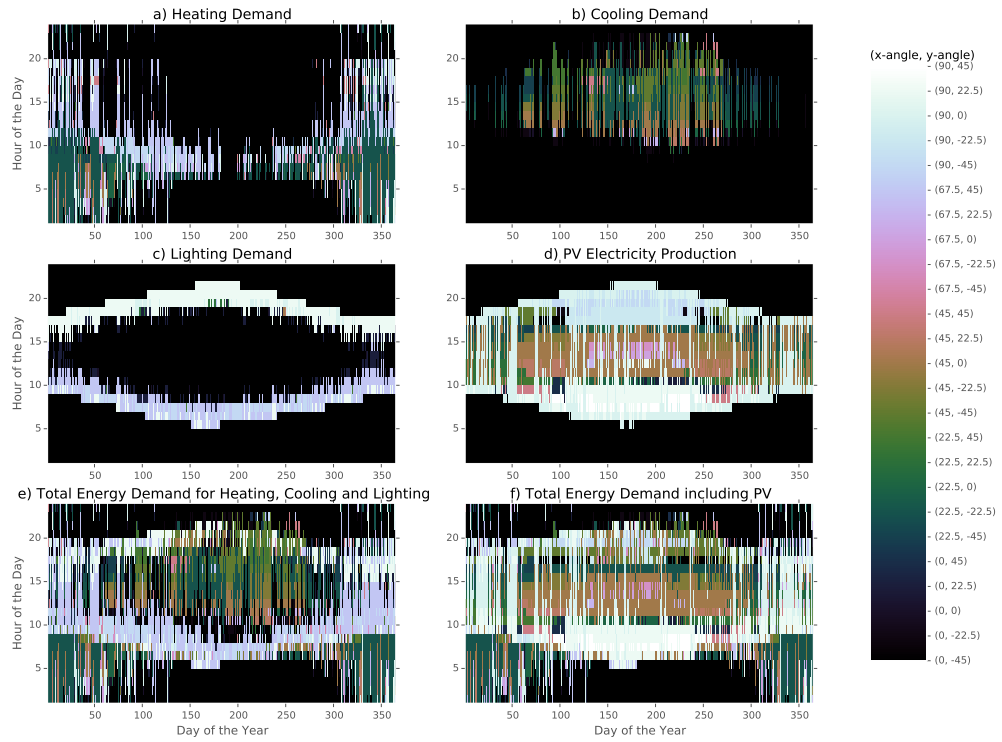 a) Heating Demand
Hour of the Day
20
15
10
5
50 100 150 200 250 300 350
b) Cooling Demand
20
15
10
5
50 100 150 200 250 300 350
c) Lighting Demand
Hour of the Day
20
15
10
5
50 100 150 200 250 300 350
d) PV Electricity Production
20
15
10
5
50 100 150 200 250 300 350
e) Total Energy Demand for Heating, Cooling and Lighting
Hour of the Day
20
15
10
5
50 100 150 200 250 300 350
Day of the Year
f) Total Energy Demand including PV
20
15
10
5
50 100 150 200 250 300 350
Day of the Year
(x-angle, y-angle)
(90, 45)
(90, 22.5)
(90, 0)
(90, -22.5)
(90, -45)
(67.5, 45)
(67.5, 22.5)
(67.5, 0)
(67.5, -22.5)
(67.5, -45)
(45, 45)
(45, 22.5)
(45, 0)
(45, -22.5)
(45, -45)
(22.5, 45)
(22.5, 22.5)
(22.5, 0)
(22.5, -22.5)
(22.5, -45)
(0, 45)
(0, 22.5)
(0, 0)
(0, -22.5)
(0, -45)